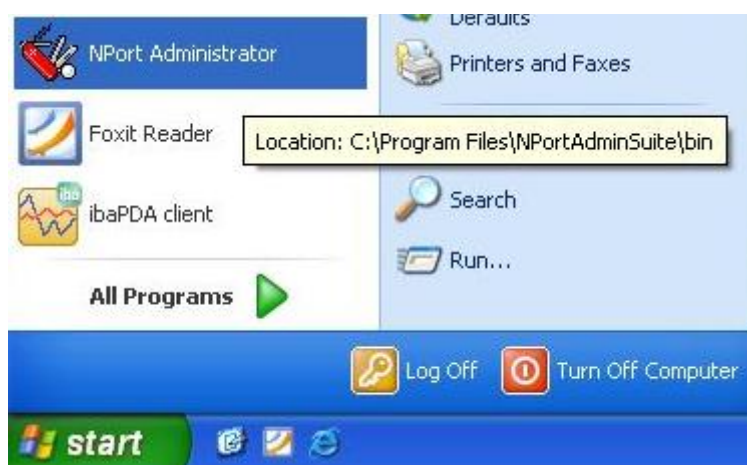 Defaults
NPort Administrator
Printers and Faxes
Foxit Reader
Location: C:\Program Files\NPortAdminSuite\bin
iba
ibaPDA client
Search
Run...
All Programs
Log Off
Turn Off Computer
start